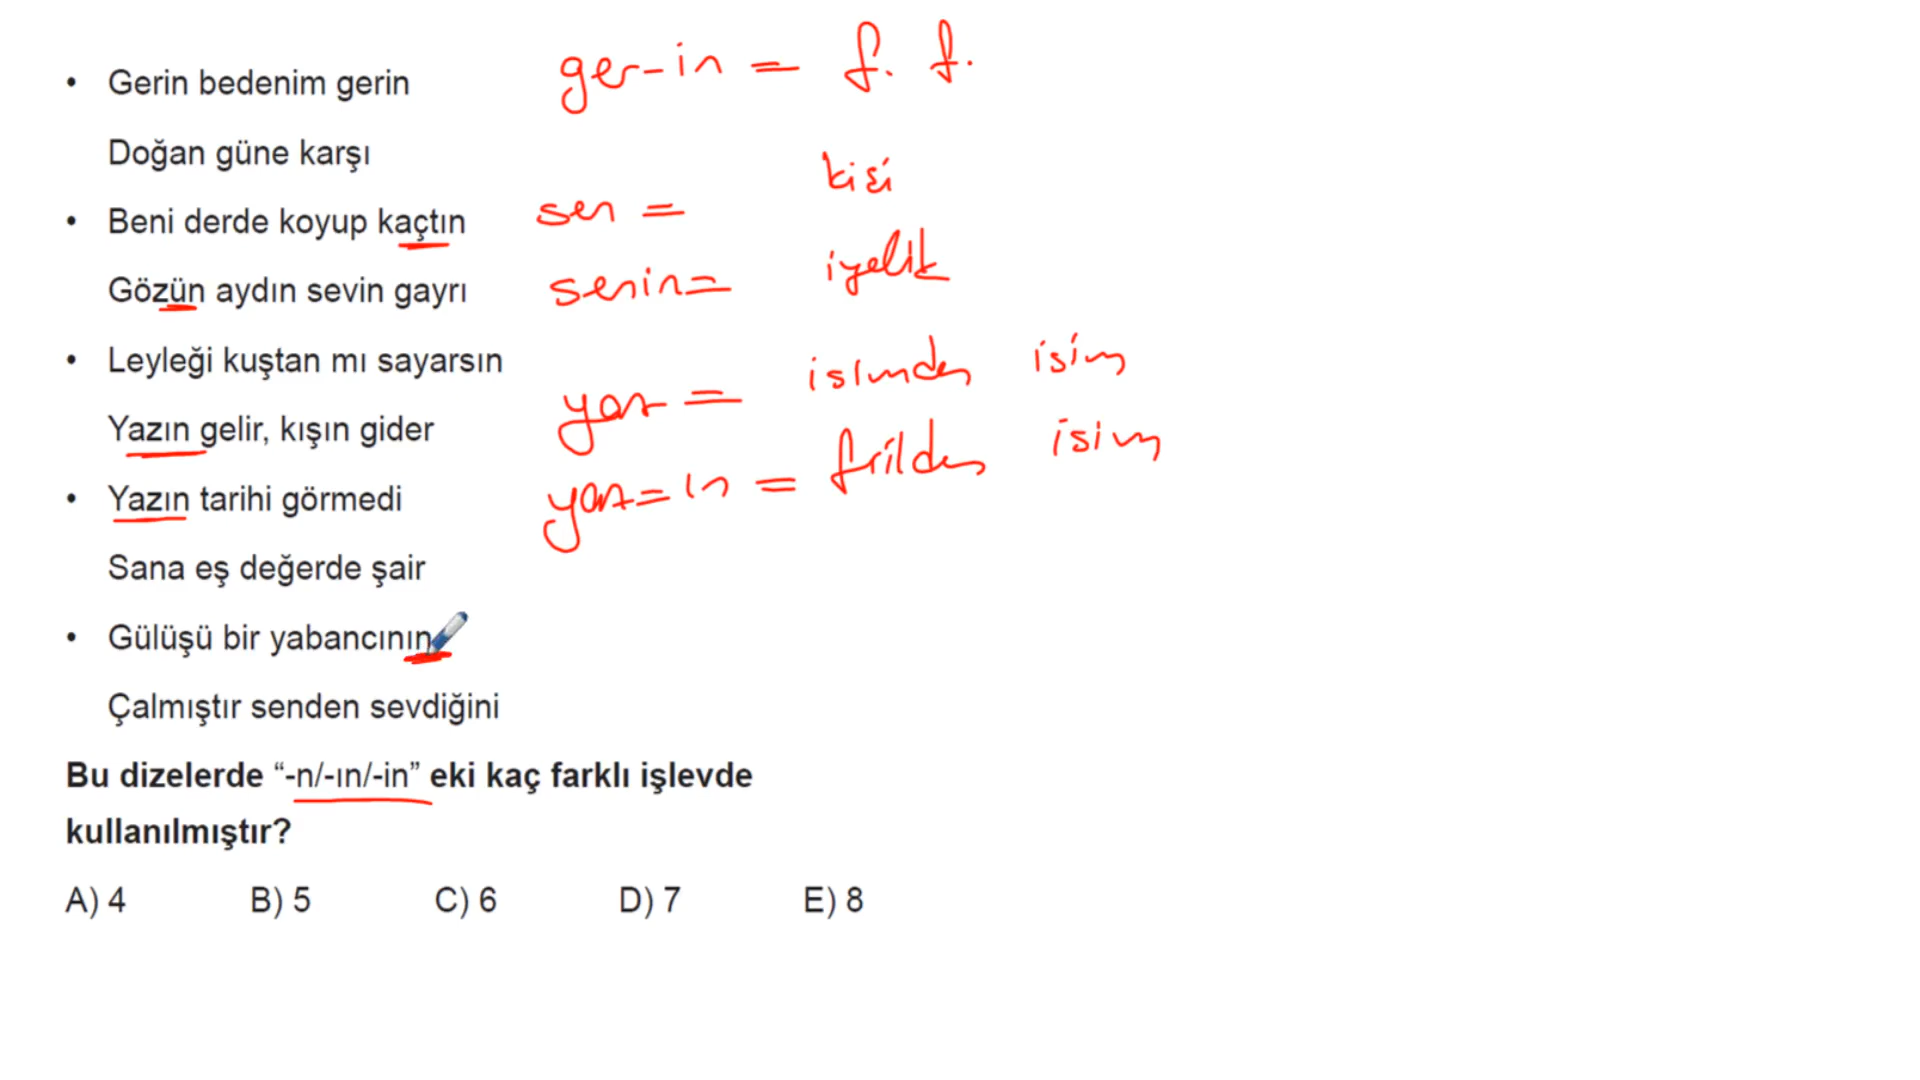 • Gerin bedenim gerin
ger-in = f. f.
Doğan güne karşı
kişi
• Beni derde koyup kaçtın
sen =
Gözün aydın sevin gayrı
senin=
iyelik
• Leyleği kuştan mı sayarsın
isimden isim
Yazın gelir, kışın gider
yaz =
• Yazın tarihi görmedi
yaz=ın = fiilden isim
Sana eş değerde şair
• Gülüşü bir yabancının
Çalmıştır senden sevdiğini
Bu dizelerde “-n/-ın/-in” eki kaç farklı işlevde
kullanılmıştır?
A) 4 B) 5 C) 6 D) 7 E) 8